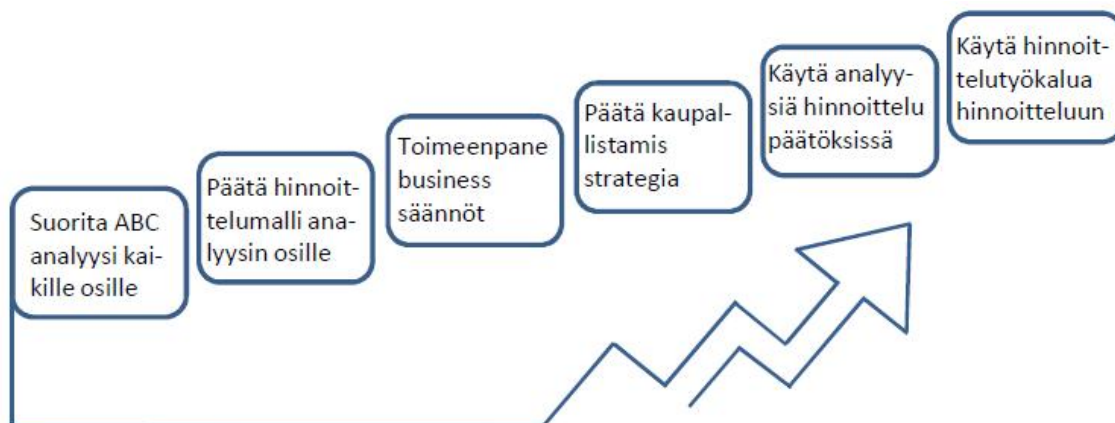 Suorita ABC
analyysi kai-
kille osille
Päätä hinnoit-
telumalli ana-
lyysin osille
Toimeenpane
business
säännöt
Päätä kaupal-
listamis
strategia
Käytä analyy-
siä hinnoittelu
päätöksissä
Käytä hinnoit-
telutyökalua
hinnoitteluun